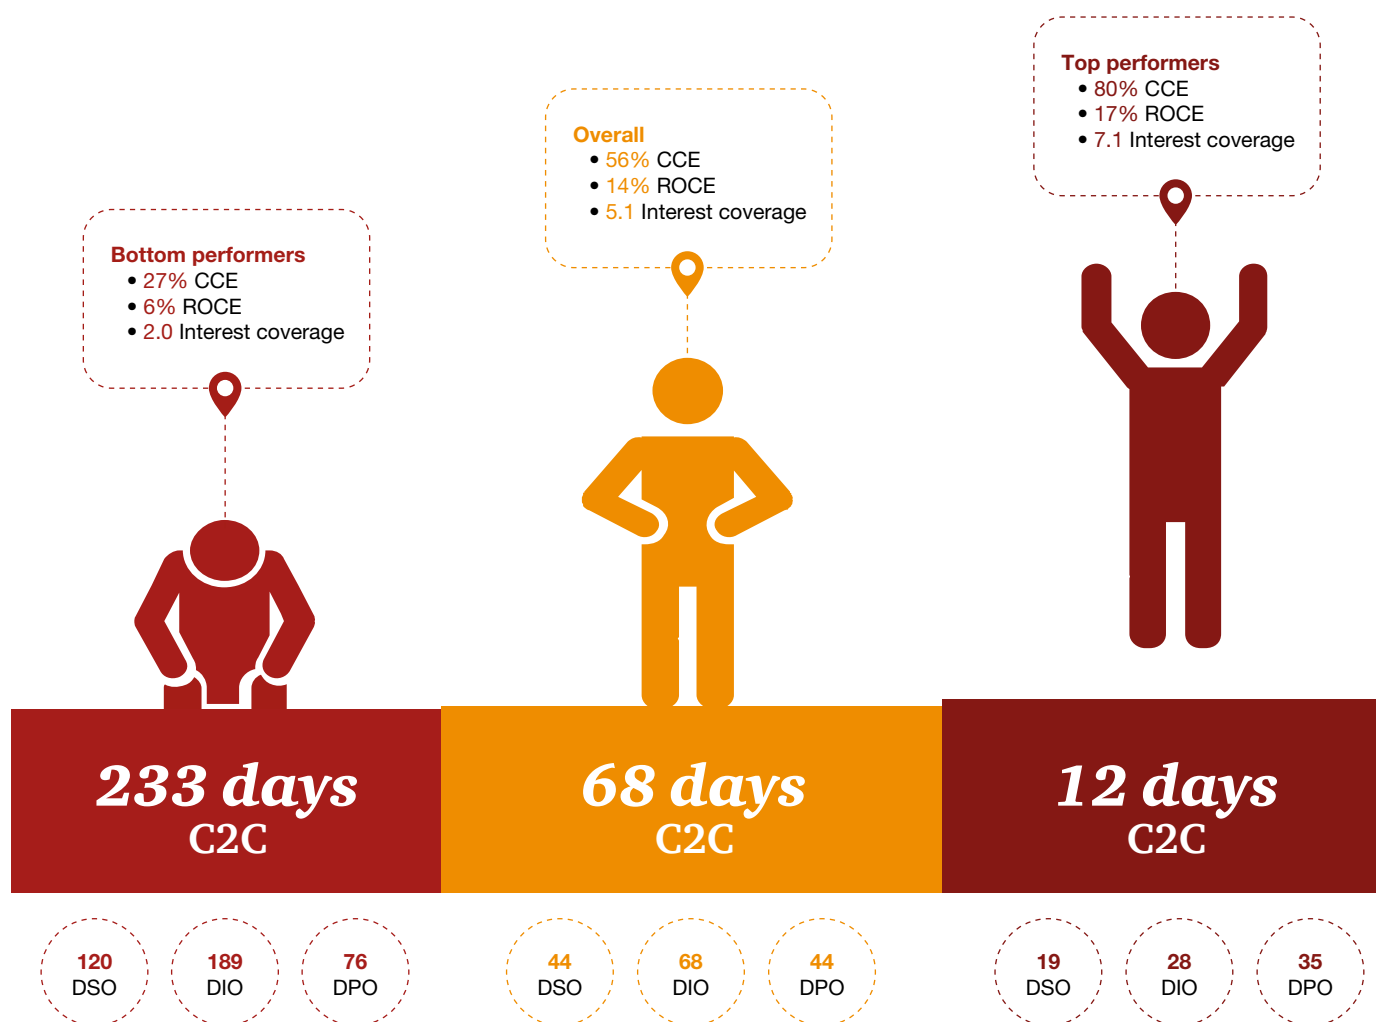 Bottom performers
• 27% CCE
• 6% ROCE
• 2.0 Interest coverage
233 days
C2C
120
DSO
189
DIO
76
DPO
Overall
• 56% CCE
• 14% ROCE
• 5.1 Interest coverage
68 days
C2C
44
DSO
68
DIO
44
DPO
Top performers
• 80% CCE
• 17% ROCE
• 7.1 Interest coverage
12 days
C2C
19
DSO
28
DIO
35
DPO